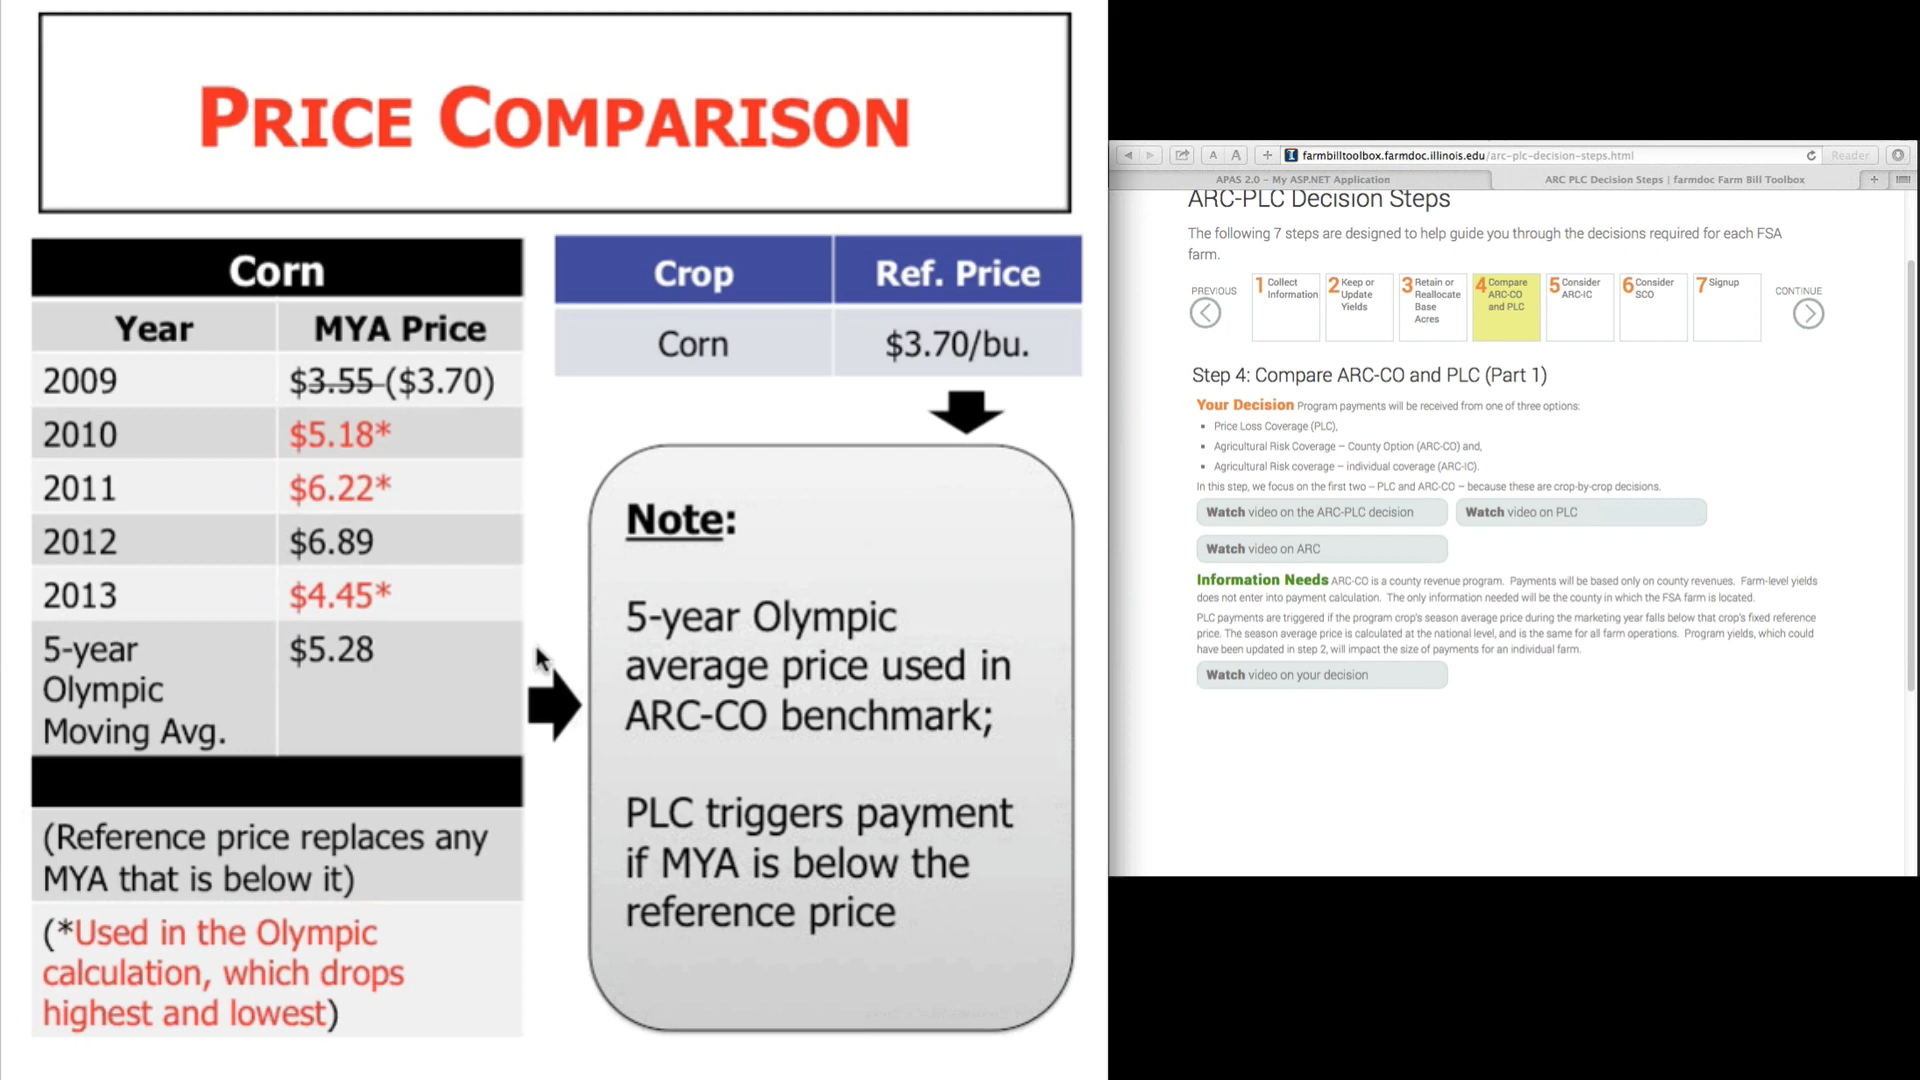 PRICE COMPARISON
Corn
Year MYA Price
2009 $3.55 ($3.70)
2010 $5.18*
2011 $6.22*
2012 $6.89
2013 $4.45*
5-year $5.28
Olympic
Moving Avg.
(Reference price replaces any
MYA that is below it)
(*Used in the Olympic
calculation, which drops
highest and lowest)
Crop Ref. Price
Corn $3.70/bu.
Note:
5-year Olympic
average price used in
ARC-CO benchmark;
PLC triggers payment
if MYA is below the
reference price
A A + farmbilltoolbox.farmdoc.illinois.edu/arc-plc-decision-steps.html Reader
APAS 2.0 – My ASP.NET Application ARC PLC Decision Steps | farmdoc Farm Bill Toolbox +
ARC-PLC Decision Steps
The following 7 steps are designed to help guide you through the decisions required for each FSA
farm.
PREVIOUS
1 Collect
Information
2 Keep or
Update
Yields
3 Retain or
Reallocate
Base
Acres
4 Compare
ARC-CO
and PLC
5 Consider
ARC-IC
6 Consider
SCO
7 Signup
CONTINUE
Step 4: Compare ARC-CO and PLC (Part 1)
Your Decision Program payments will be received from one of three options:
▪ Price Loss Coverage (PLC),
▪ Agricultural Risk Coverage – County Option (ARC-CO) and,
▪ Agricultural Risk coverage – individual coverage (ARC-IC).
In this step, we focus on the first two – PLC and ARC-CO – because these are crop-by-crop decisions.
Watch video on the ARC-PLC decision Watch video on PLC
Watch video on ARC
Information Needs ARC-CO is a county revenue program. Payments will be based only on county revenues. Farm-level yields
does not enter into payment calculation. The only information needed will be the county in which the FSA farm is located.
PLC payments are triggered if the program crop's season average price during the marketing year falls below that crop's fixed reference
price. The season average price is calculated at the national level, and is the same for all farm operations. Program yields, which could
have been updated in step 2, will impact the size of payments for an individual farm.
Watch video on your decision